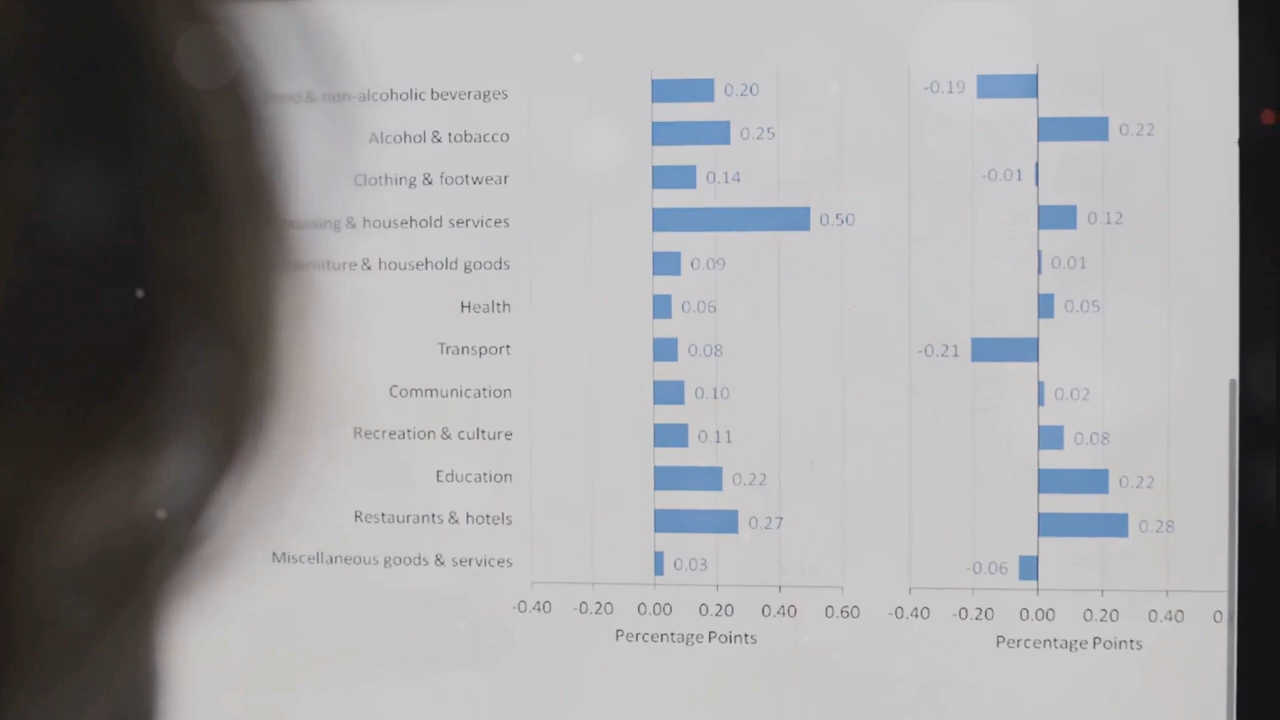 & non-alcoholic beverages 0.20 -0.19
Alcohol & tobacco 0.25 0.22
Clothing & footwear 0.14 -0.01
& household services 0.50 0.12
& household goods 0.09 0.01
Health 0.06 0.05
Transport 0.08 -0.21
Communication 0.10 0.02
Recreation & culture 0.11 0.08
Education 0.22 0.22
Restaurants & hotels 0.27 0.28
Miscellaneous goods & services 0.03 -0.06
-0.40 -0.20 0.00 0.20 0.40 0.60 -0.40 -0.20 0.00 0.20 0.40 0
Percentage Points Percentage Points